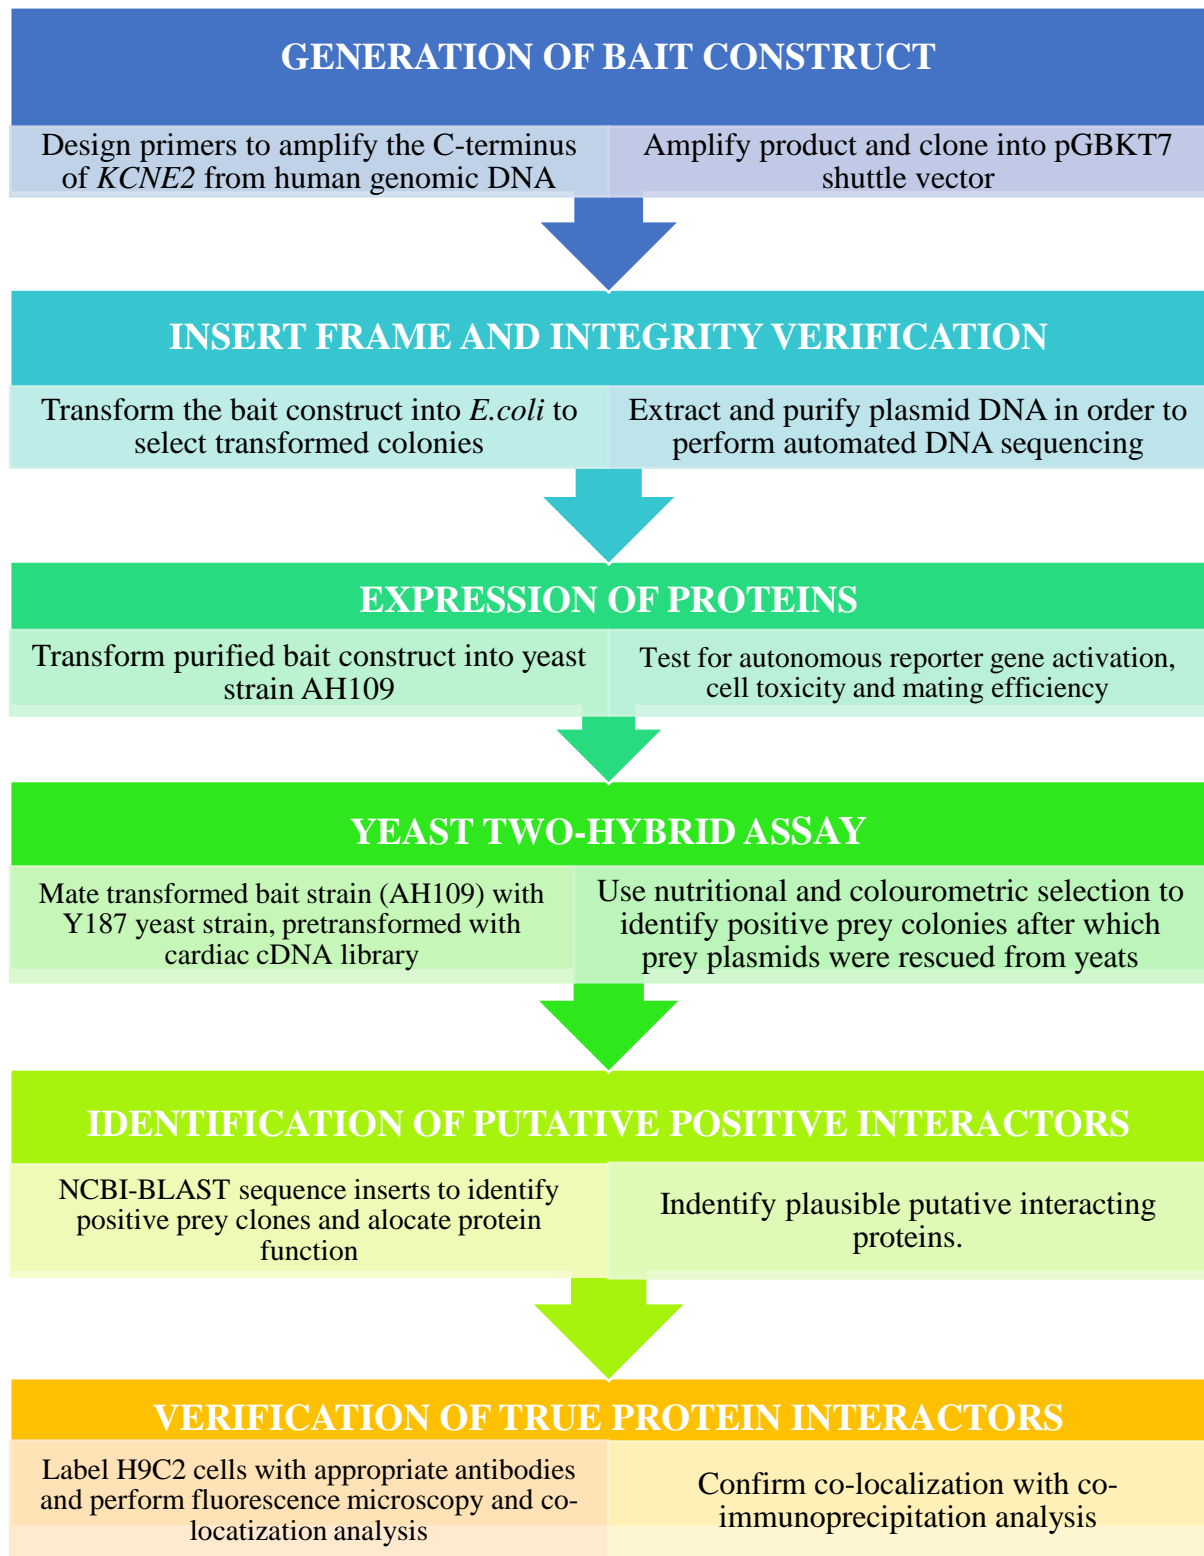 GENERATION OF BAIT CONSTRUCT
Design primers to amplify the C-terminus
of KCNE2 from human genomic DNA
Amplify product and clone into pGBKT7
shuttle vector
INSERT FRAME AND INTEGRITY VERIFICATION
Transform the bait construct into E.coli to
select transformed colonies
Extract and purify plasmid DNA in order to
perform automated DNA sequencing
EXPRESSION OF PROTEINS
Transform purified bait construct into yeast
strain AH109
Test for autonomous reporter gene activation,
cell toxicity and mating efficiency
YEAST TWO-HYBRID ASSAY
Mate transformed bait strain (AH109) with
Y187 yeast strain, pretransformed with
cardiac cDNA library
Use nutritional and colourometric selection to
identify positive prey colonies after which
prey plasmids were rescued from yeats
IDENTIFICATION OF PUTATIVE POSITIVE INTERACTORS
NCBI-BLAST sequence inserts to identify
positive prey clones and alocate protein
function
Indentify plausible putative interacting
proteins.
VERIFICATION OF TRUE PROTEIN INTERACTORS
Label H9C2 cells with appropriate antibodies
and perform fluorescence microscopy and co-
locatization analysis
Confirm co-localization with co-
immunoprecipitation analysis